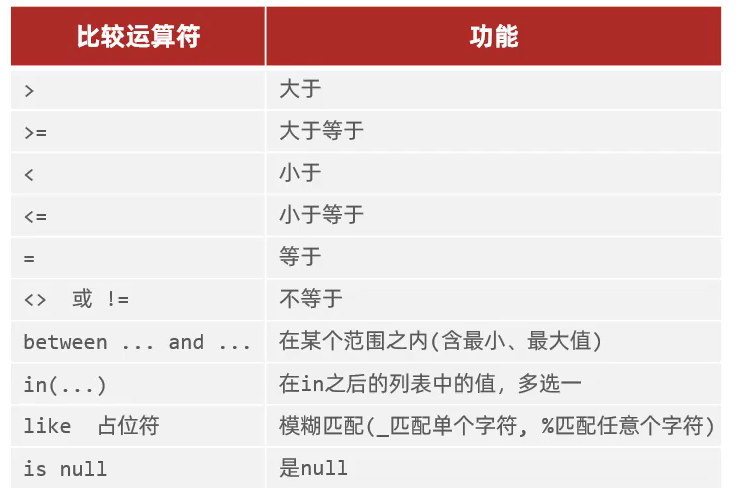 比较运算符 功能
> 大于
>= 大于等于
< 小于
<= 小于等于
= 等于
<> 或 != 不等于
between ... and ... 在某个范围之内(含最小、最大值)
in(...) 在in之后的列表中的值，多选一
like 占位符 模糊匹配(_匹配单个字符, %匹配任意个字符)
is null 是null